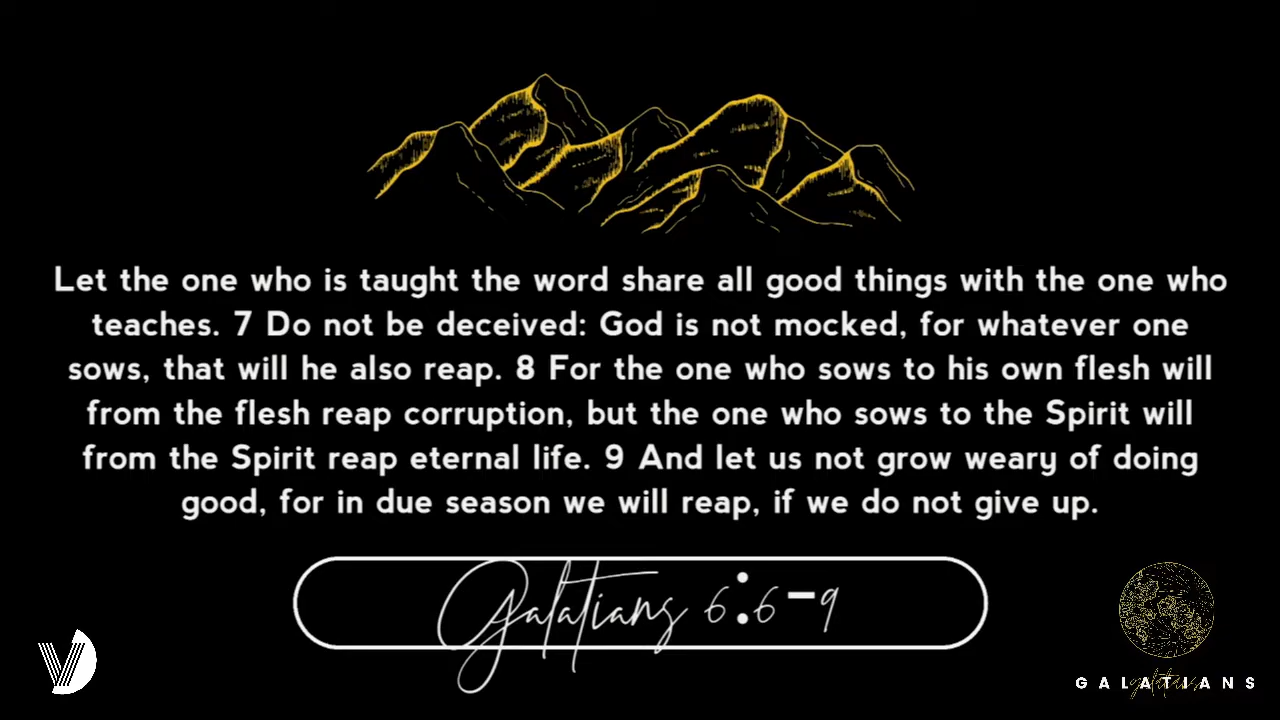 Let the one who is taught the word share all good things with the one who
teaches. 7 Do not be deceived: God is not mocked, for whatever one
sows, that will he also reap. 8 For the one who sows to his own flesh will
from the flesh reap corruption, but the one who sows to the Spirit will
from the Spirit reap eternal life. 9 And let us not grow weary of doing
good, for in due season we will reap, if we do not give up.
Galatians 6:6-9
V
GALATIANS
galatians